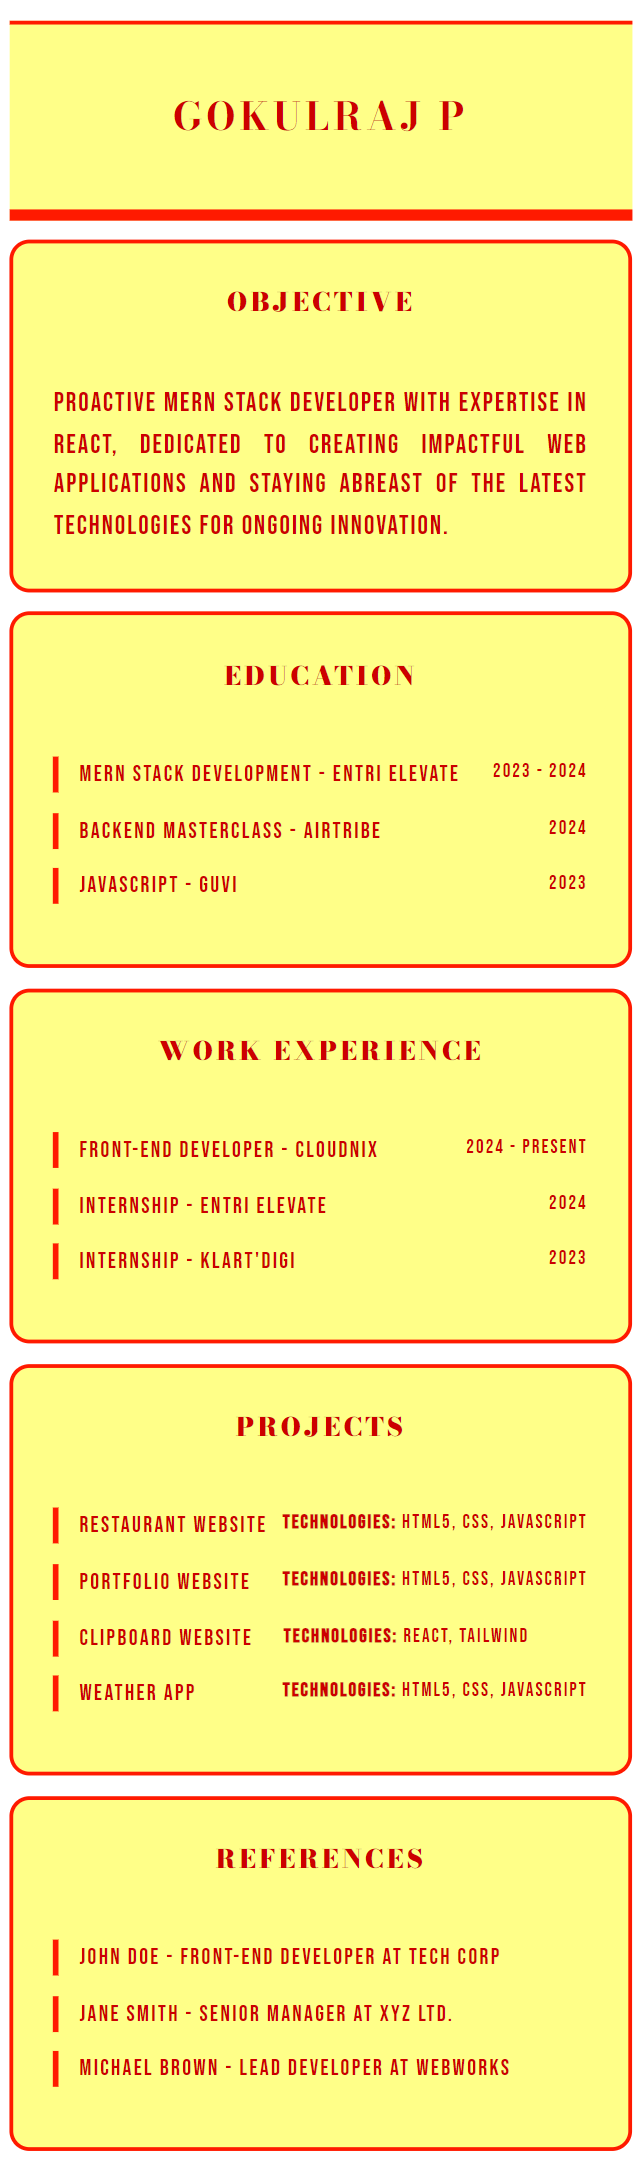 GOKULRAJ P
OBJECTIVE
PROACTIVE MERN STACK DEVELOPER WITH EXPERTISE IN
REACT, DEDICATED TO CREATING IMPACTFUL WEB
APPLICATIONS AND STAYING ABREAST OF THE LATEST
TECHNOLOGIES FOR ONGOING INNOVATION.
EDUCATION
MERN STACK DEVELOPMENT - ENTRI ELEVATE 2023 - 2024
BACKEND MASTERCLASS - AIRTRIBE 2024
JAVASCRIPT - GUVI 2023
WORK EXPERIENCE
FRONT-END DEVELOPER - CLOUDNIX 2024 - PRESENT
INTERNSHIP - ENTRI ELEVATE 2024
INTERNSHIP - KLART'DIGI 2023
PROJECTS
RESTAURANT WEBSITE TECHNOLOGIES: HTML5, CSS, JAVASCRIPT
PORTFOLIO WEBSITE TECHNOLOGIES: HTML5, CSS, JAVASCRIPT
CLIPBOARD WEBSITE TECHNOLOGIES: REACT, TAILWIND
WEATHER APP TECHNOLOGIES: HTML5, CSS, JAVASCRIPT
REFERENCES
JOHN DOE - FRONT-END DEVELOPER AT TECH CORP
JANE SMITH - SENIOR MANAGER AT XYZ LTD.
MICHAEL BROWN - LEAD DEVELOPER AT WEBWORKS